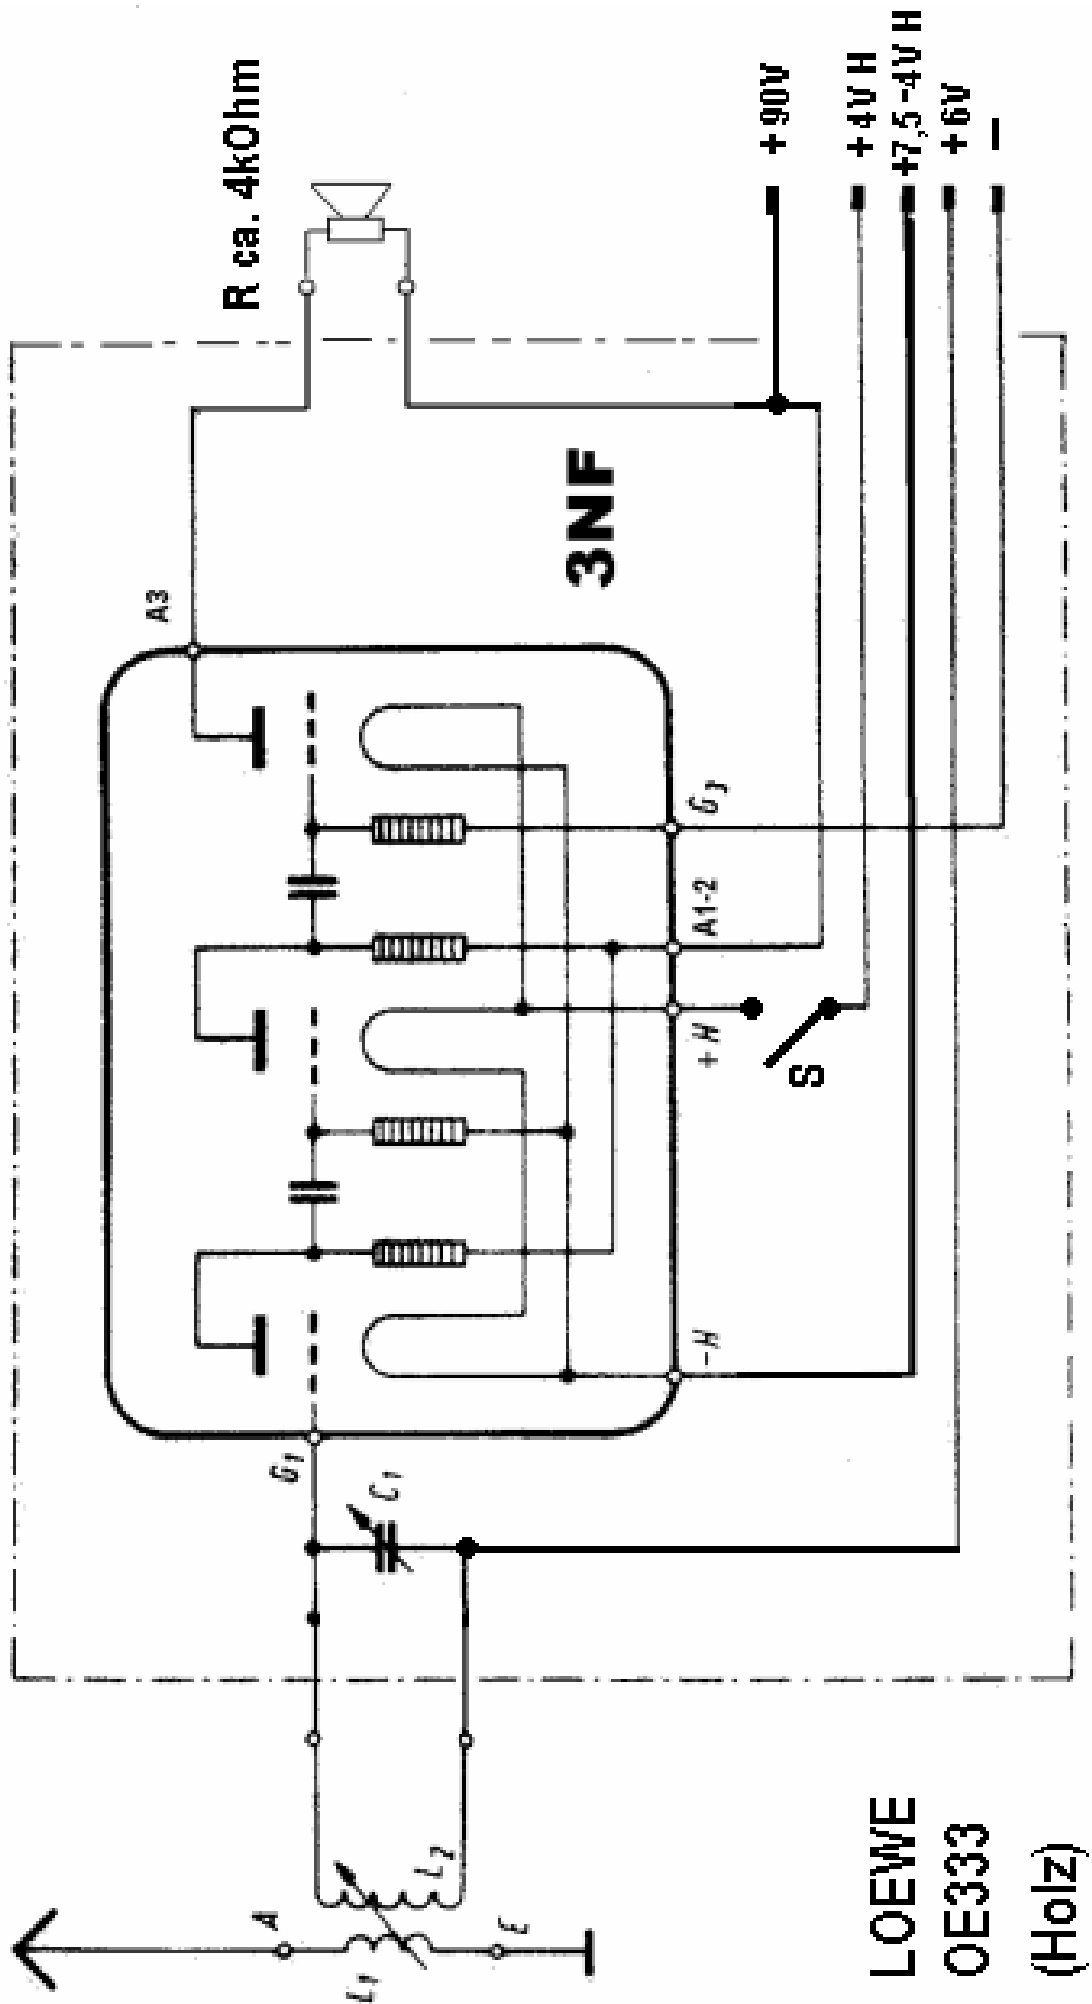 R ca. 4kOhm
+90V
+4V H
+7,5-4V H
+6V
–
3NF
A3
G3
A1-2
+H
S
-H
G1
C1
A
L1
L2
E
LOEWE
OE333
(Holz)